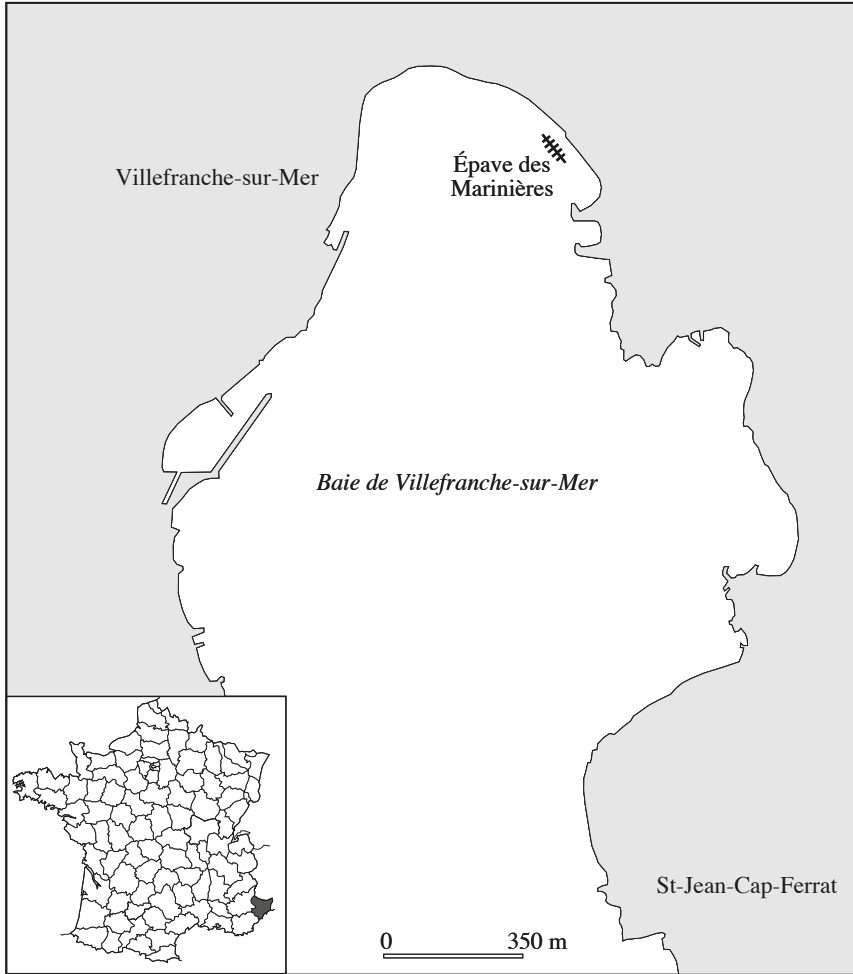 Épave des
Marinières
Villefranche-sur-Mer
Baie de Villefranche-sur-Mer
St-Jean-Cap-Ferrat
0 350 m